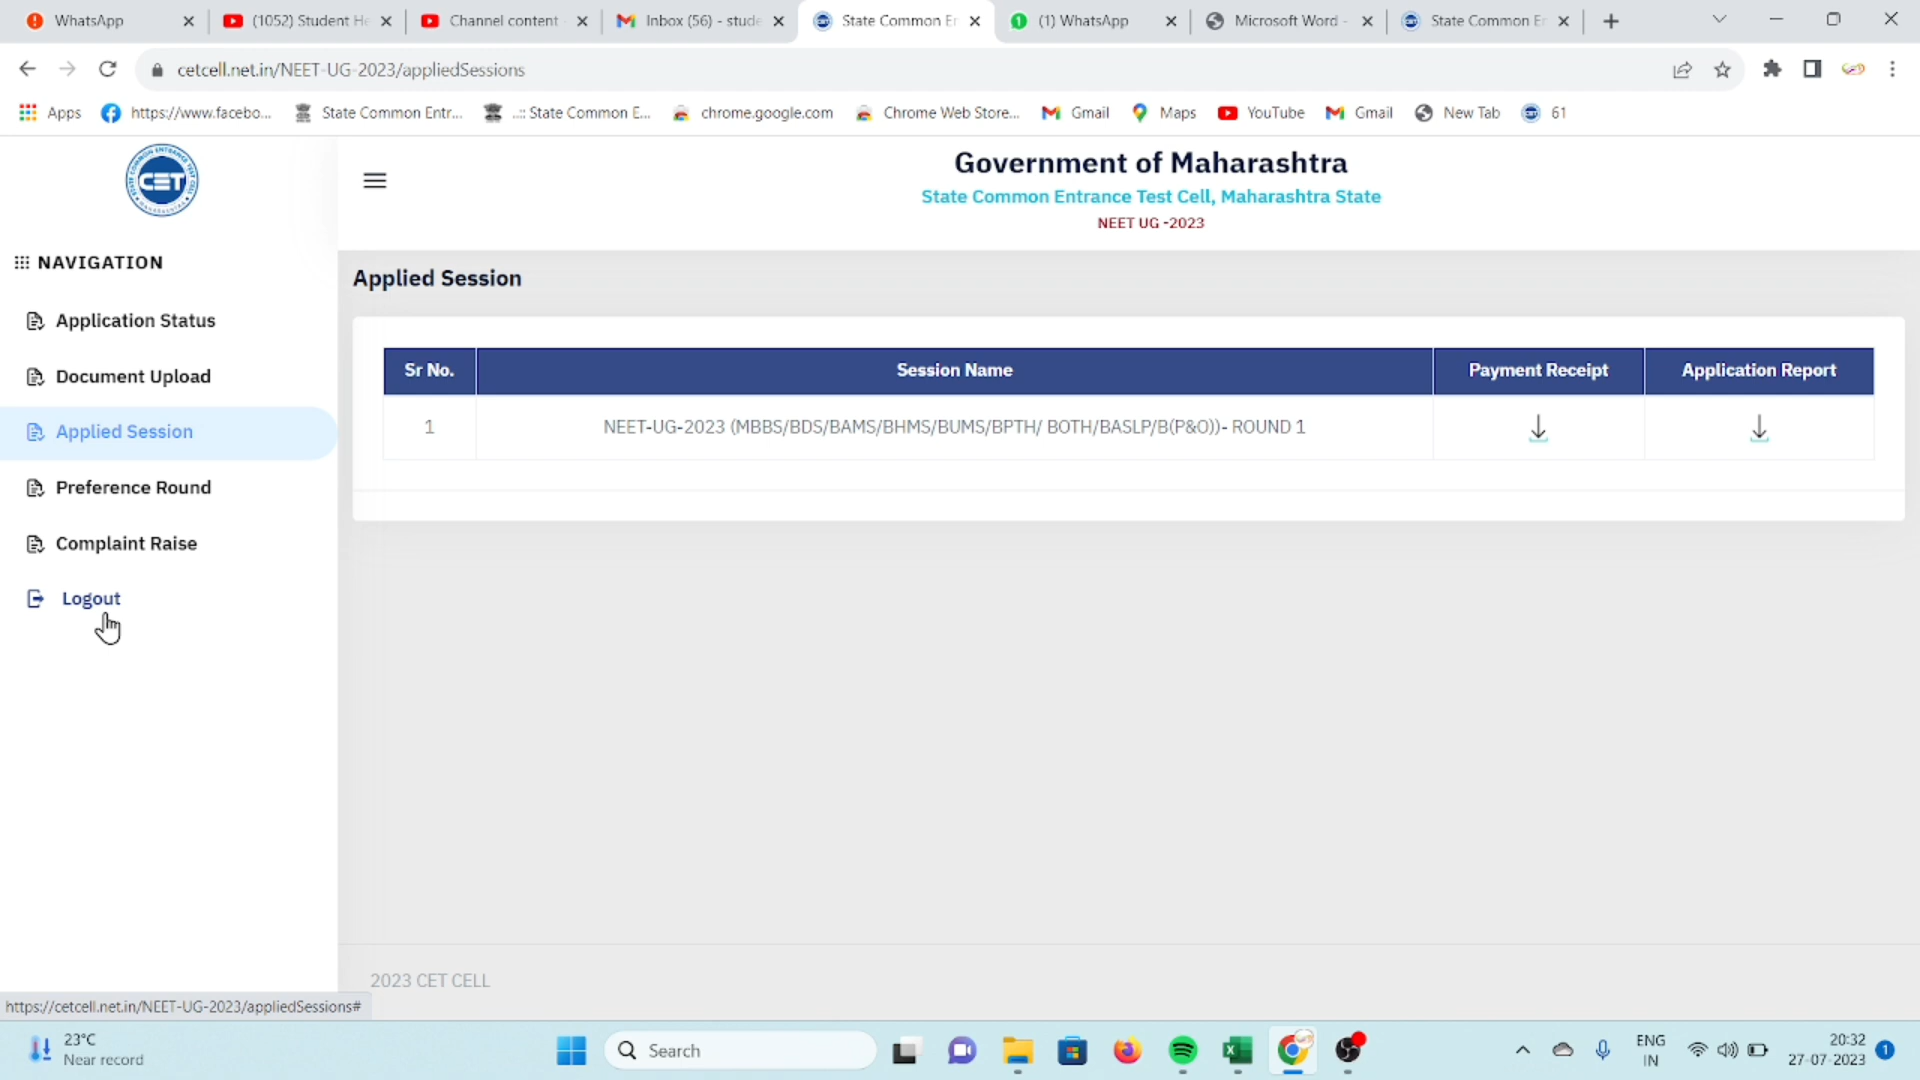 WhatsApp
(1052) Student He
Channel content
Inbox (56) - stude
State Common Er
(1) WhatsApp
Microsoft Word -
State Common Er
cetcell.net.in/NEET-UG-2023/appliedSessions
Apps
https://www.facebo...
State Common Entr...
..:: State Common E...
chrome.google.com
Chrome Web Store...
Gmail
Maps
YouTube
Gmail
New Tab
61
CET
Government of Maharashtra
State Common Entrance Test Cell, Maharashtra State
NEET UG -2023
NAVIGATION
Application Status
Document Upload
Applied Session
Preference Round
Complaint Raise
Logout
Applied Session
Sr No. Session Name Payment Receipt Application Report
1 NEET-UG-2023 (MBBS/BDS/BAMS/BHMS/BUMS/BPTH/ BOTH/BASLP/B(P&O))- ROUND 1
2023 CET CELL
https://cetcell.net.in/NEET-UG-2023/appliedSessions#
23°C
Near record
Search
ENG
IN
20:32
27-07-2023
1